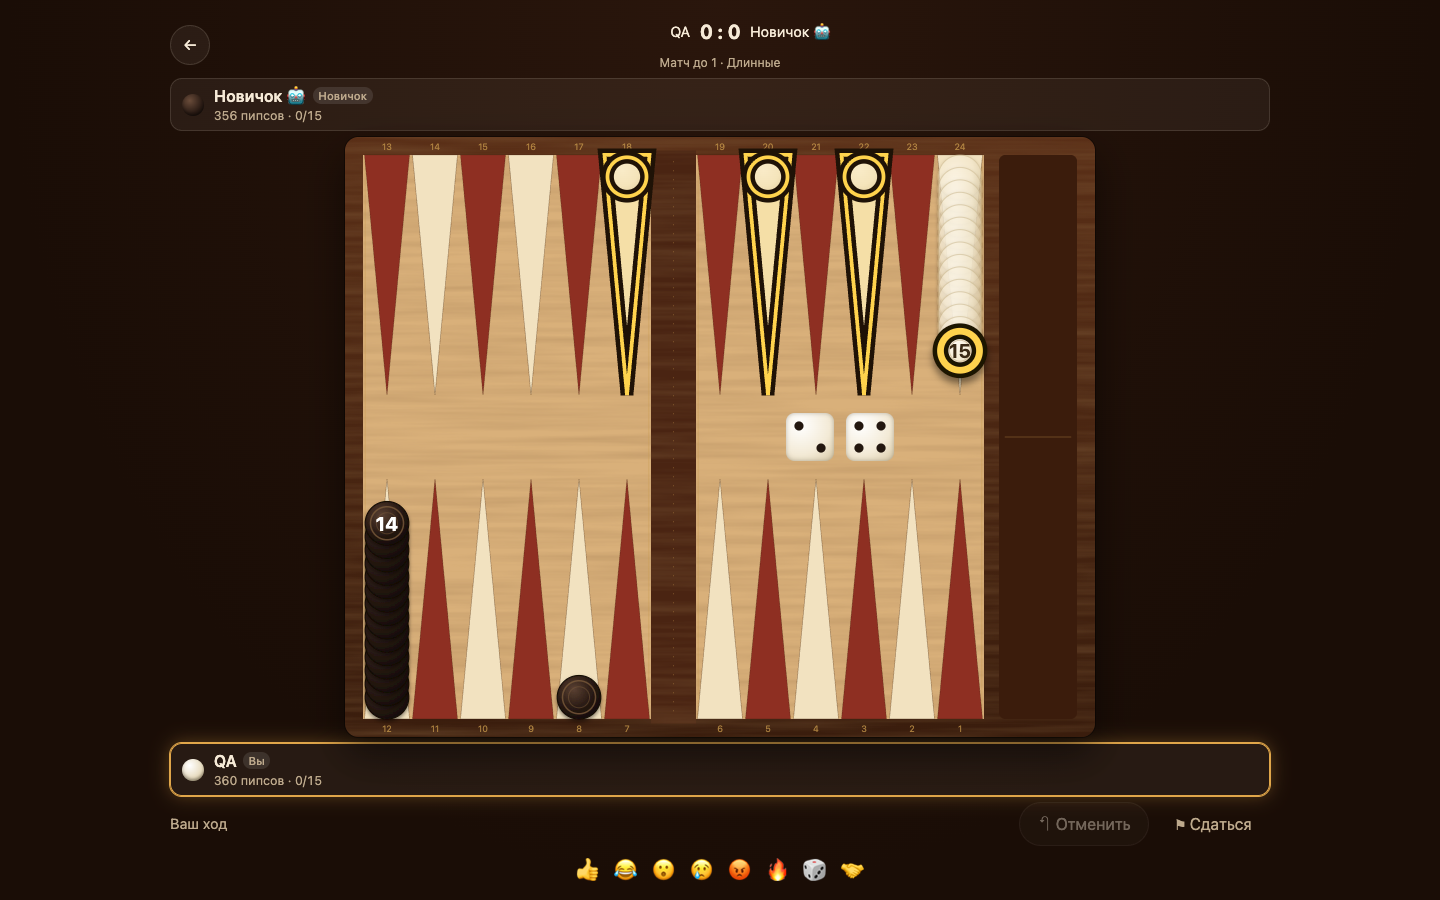 QA 0 : 0 Новичок
Матч до 1 · Длинные
Новичок Новичок
356 пипсов · 0/15
13 14 15 16 17 18 19 20 21 22 23 24
15
14
12 11 10 9 8 7 6 5 4 3 2 1
QA Вы
360 пипсов · 0/15
Ваш ход
Отменить
Сдаться